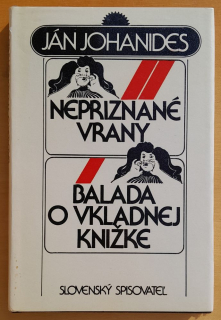 JÁN JOHANIDES
NEPRIZNANÉ
VRANY
BALADA
O VKLADNEJ
KNIŽKE
SLOVENSKÝ SPISOVATEĽ